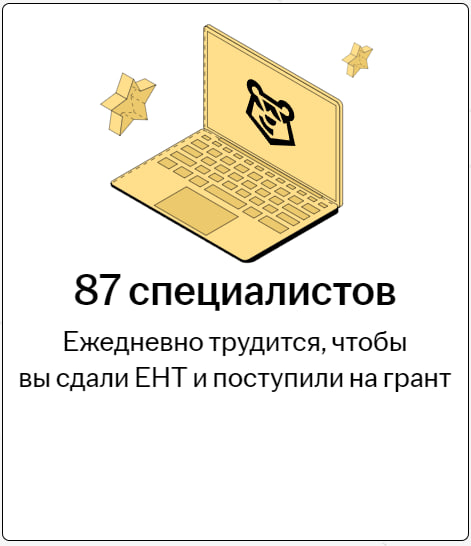 87 специалистов
Ежедневно трудится, чтобы
вы сдали ЕНТ и поступили на грант